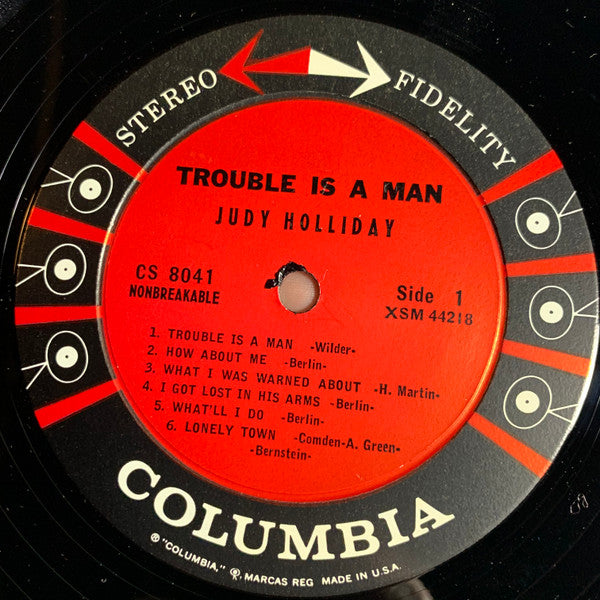 STEREO FIDELITY
TROUBLE IS A MAN
JUDY HOLLIDAY
CS 8041
NONBREAKABLE
Side 1
XSM 44218
1. TROUBLE IS A MAN -Wilder-
2. HOW ABOUT ME -Berlin-
3. WHAT I WAS WARNED ABOUT -H. Martin-
4. I GOT LOST IN HIS ARMS -Berlin-
5. WHAT'LL I DO -Berlin-
6. LONELY TOWN -Comden-A. Green-
-Bernstein-
COLUMBIA
® "COLUMBIA," MARCAS REG MADE IN U.S.A.